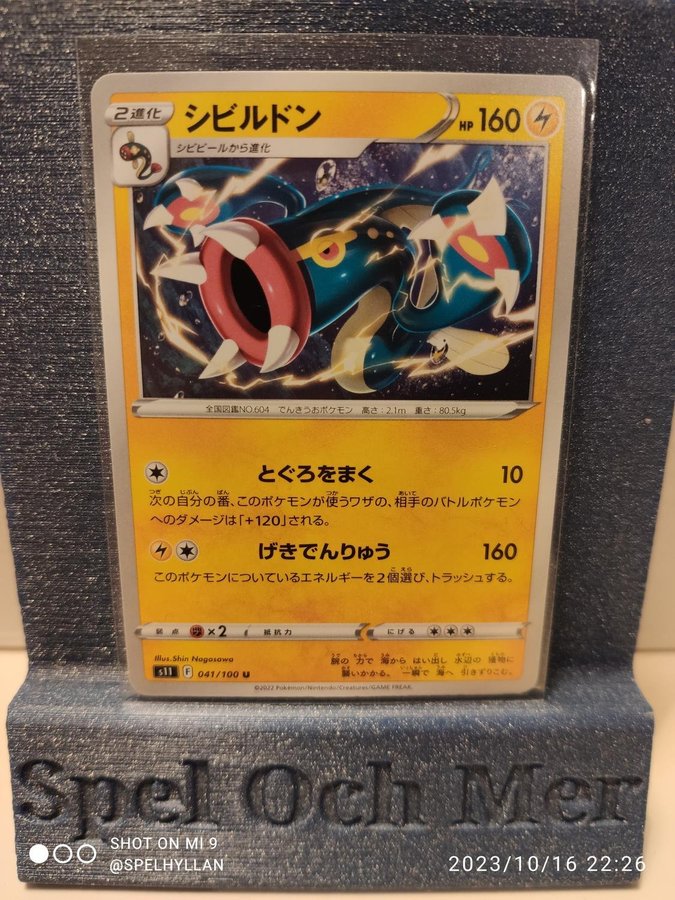 2進化
シビルドン
HP 160
シビビールから進化
全国図鑑NO.604 でんきうおポケモン 高さ：2.1m 重さ：80.5kg
とぐろをまく 10
次の自分の番、このポケモンが使うワザの、相手のバトルポケモン
へのダメージは「+120」される。
げきでんりゅう 160
このポケモンについているエネルギーを2個選び、トラッシュする。
弱点 ×2 抵抗力 にげる
Illus.Shin Nagasawa
s11 F 041/100 U
腕の力で 海から はい出し 水辺の 獲物に
襲いかかる。一瞬で 海へ 引きずりこむ。
©2022 Pokémon/Nintendo/Creatures/GAME FREAK.
Spel Och Mer
SHOT ON MI 9
@SPELHYLLAN
2023/10/16 22:26